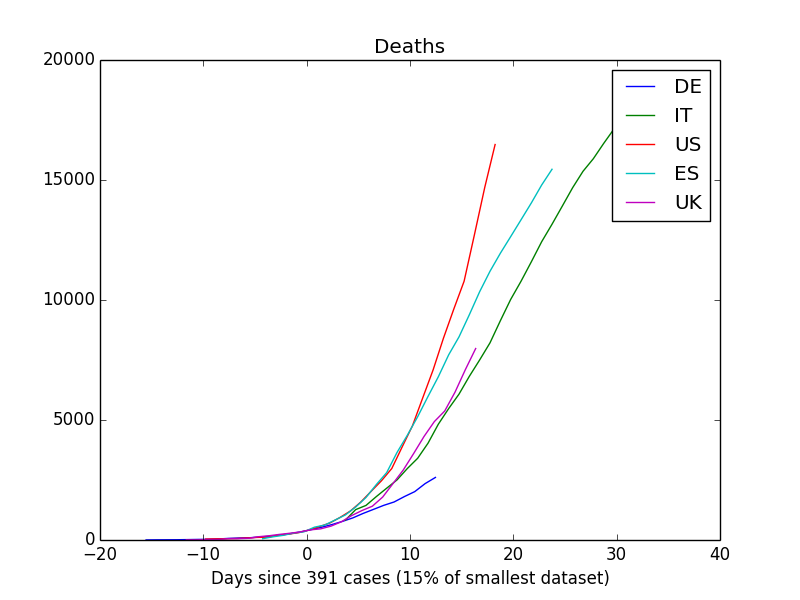 Deaths
20000
15000
10000
5000
0
−20
−10
0
10
20
30
40
DE
IT
US
ES
UK
Days since 391 cases (15% of smallest dataset)